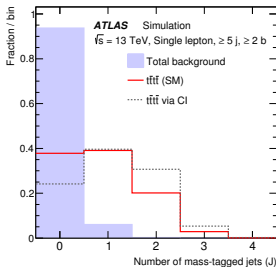 Fraction / bin
1
0.8
0.6
0.4
0.2
0
ATLAS Simulation
√s = 13 TeV, Single lepton, ≥ 5 j, ≥ 2 b
Total background
tt̄tt̄ (SM)
tt̄tt̄ via CI
0 1 2 3 4
Number of mass-tagged jets (J)